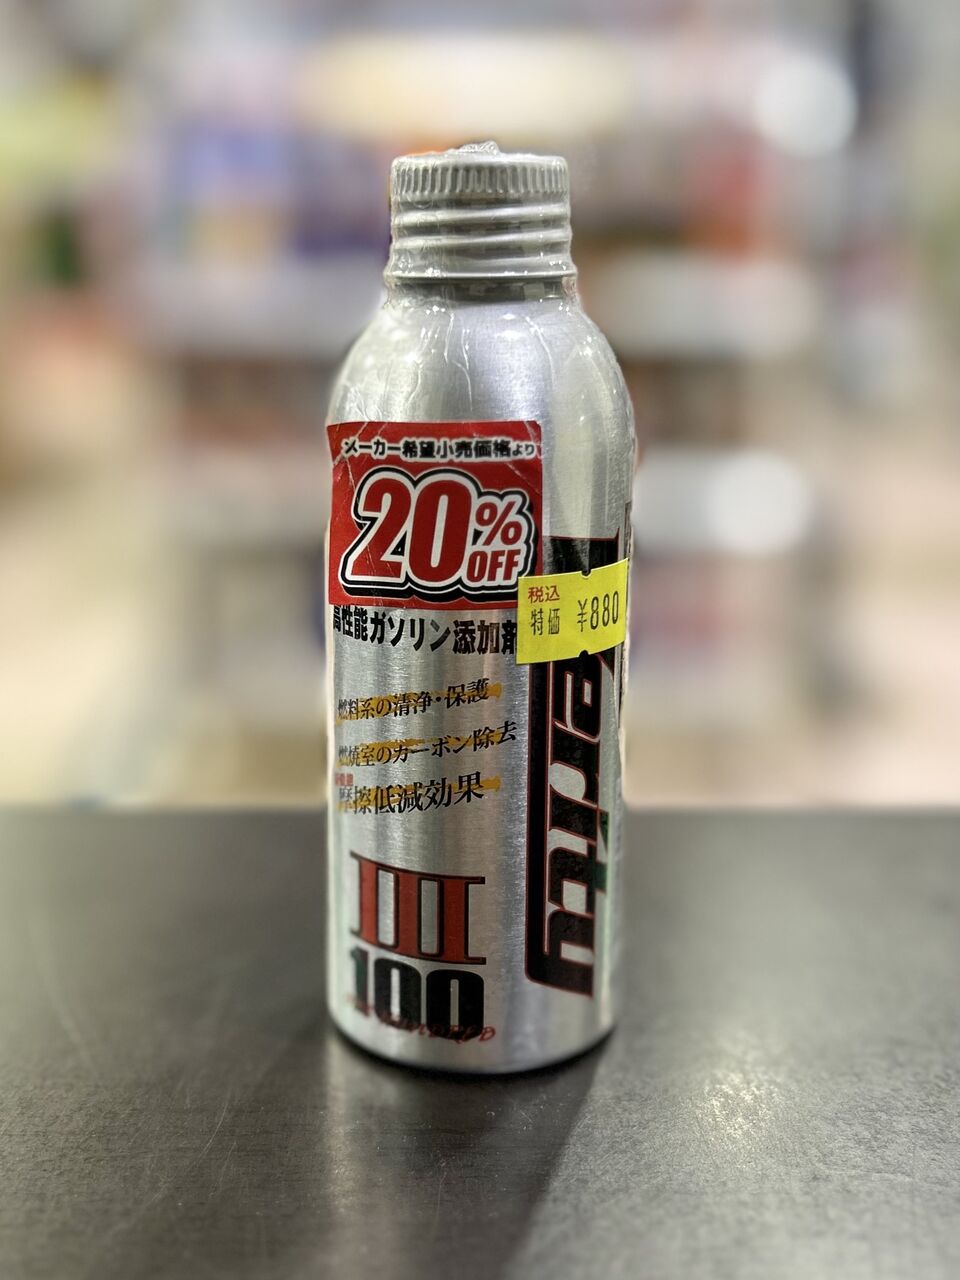 メーカー希望小売価格より
20%
OFF
税込
特価 ¥880
高性能ガソリン添加剤
燃料系の清浄・保護
燃焼室のカーボン除去
摩擦低減効果
III
100